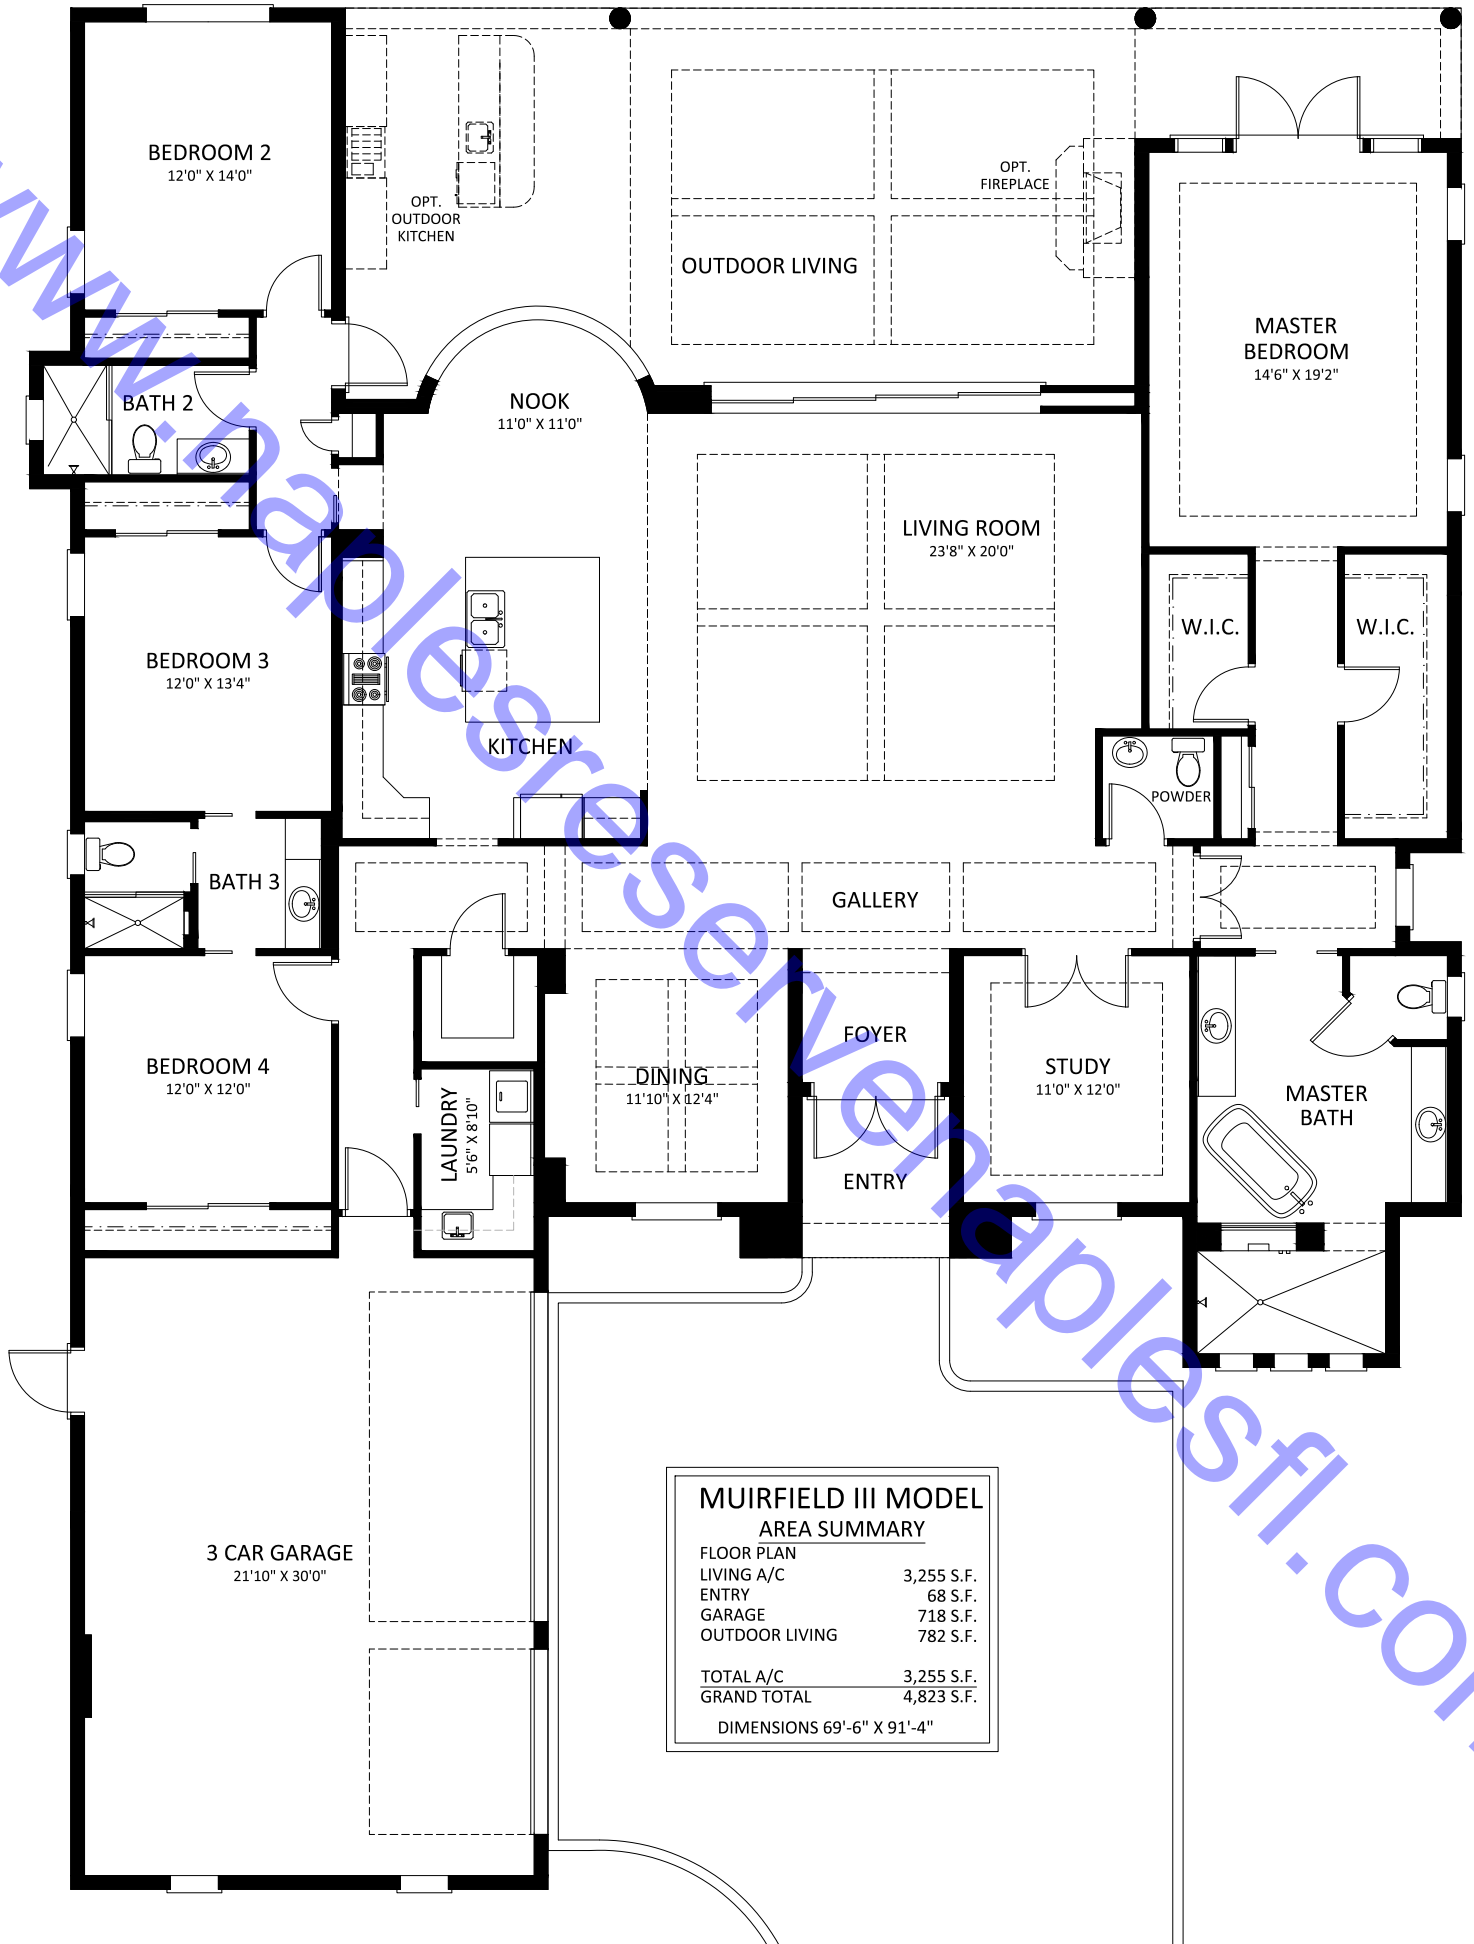 BEDROOM 2
12'0" X 14'0"
OPT.
OUTDOOR
KITCHEN
OPT.
FIREPLACE
OUTDOOR LIVING
MASTER
BEDROOM
14'6" X 19'2"
BATH 2
NOOK
11'0" X 11'0"
LIVING ROOM
23'8" X 20'0"
W.I.C.
W.I.C.
BEDROOM 3
12'0" X 13'4"
KITCHEN
POWDER
BATH 3
GALLERY
FOYER
BEDROOM 4
12'0" X 12'0"
LAUNDRY
5'6" X 8'10"
DINING
11'10" X 12'4"
STUDY
11'0" X 12'0"
MASTER
BATH
ENTRY
3 CAR GARAGE
21'10" X 30'0"
MUIRFIELD III MODEL
AREA SUMMARY
FLOOR PLAN
LIVING A/C 3,255 S.F.
ENTRY 68 S.F.
GARAGE 718 S.F.
OUTDOOR LIVING 782 S.F.
TOTAL A/C 3,255 S.F.
GRAND TOTAL 4,823 S.F.
DIMENSIONS 69'-6" X 91'-4"
www.naplesreservenaplesfl.com